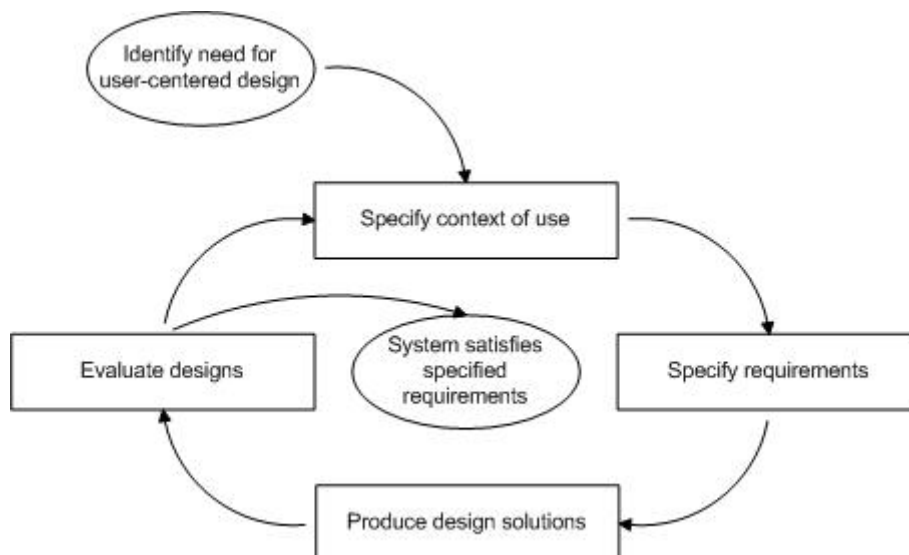 Identify need for
user-centered design
Specify context of use
Evaluate designs
System satisfies
specified
requirements
Specify requirements
Produce design solutions